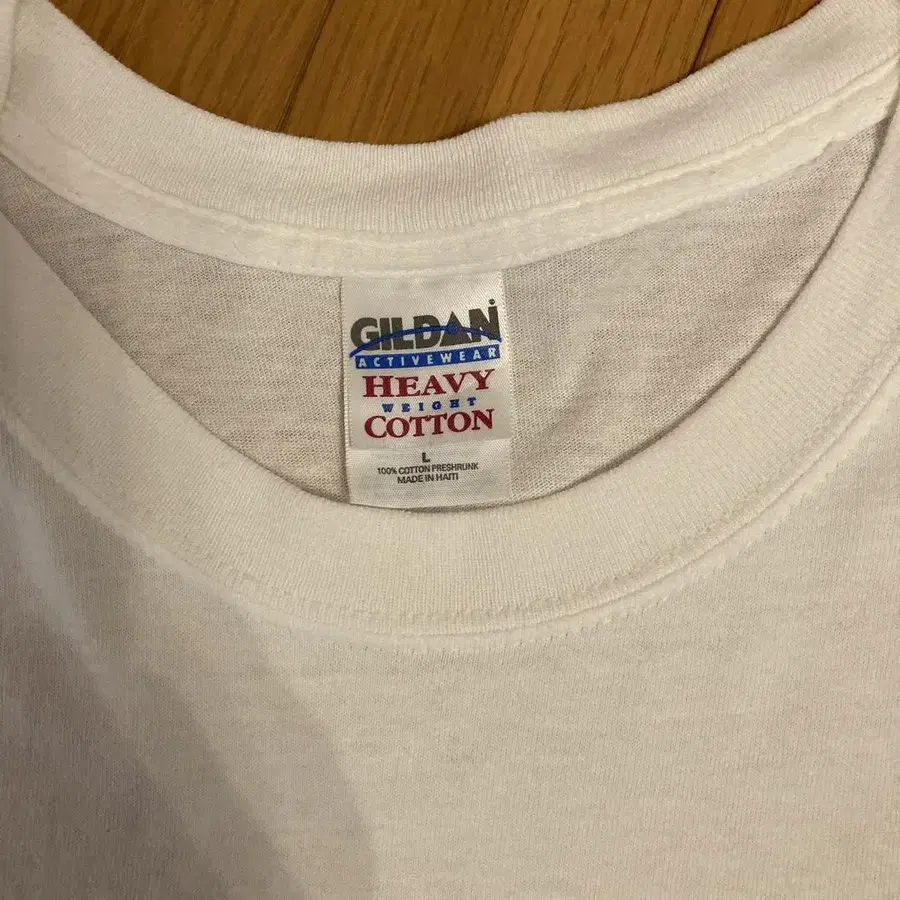 GILDAN
ACTIVEWEAR
HEAVY
WEIGHT
COTTON
L
100% COTTON PRESHRUNK
MADE IN HAITI